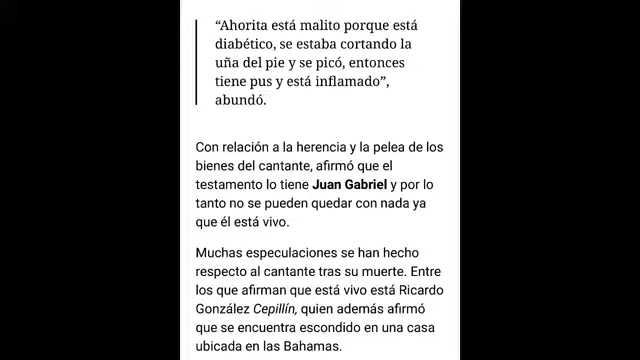 “Ahorita está malito porque está
diabético, se estaba cortando la
uña del pie y se picó, entonces
tiene pus y está inflamado”,
abundó.
Con relación a la herencia y la pelea de los
bienes del cantante, afirmó que el
testamento lo tiene Juan Gabriel y por lo
tanto no se pueden quedar con nada ya
que él está vivo.
Muchas especulaciones se han hecho
respecto al cantante tras su muerte. Entre
los que afirman que está vivo está Ricardo
González Cepillín, quien además afirmó
que se encuentra escondido en una casa
ubicada en las Bahamas.